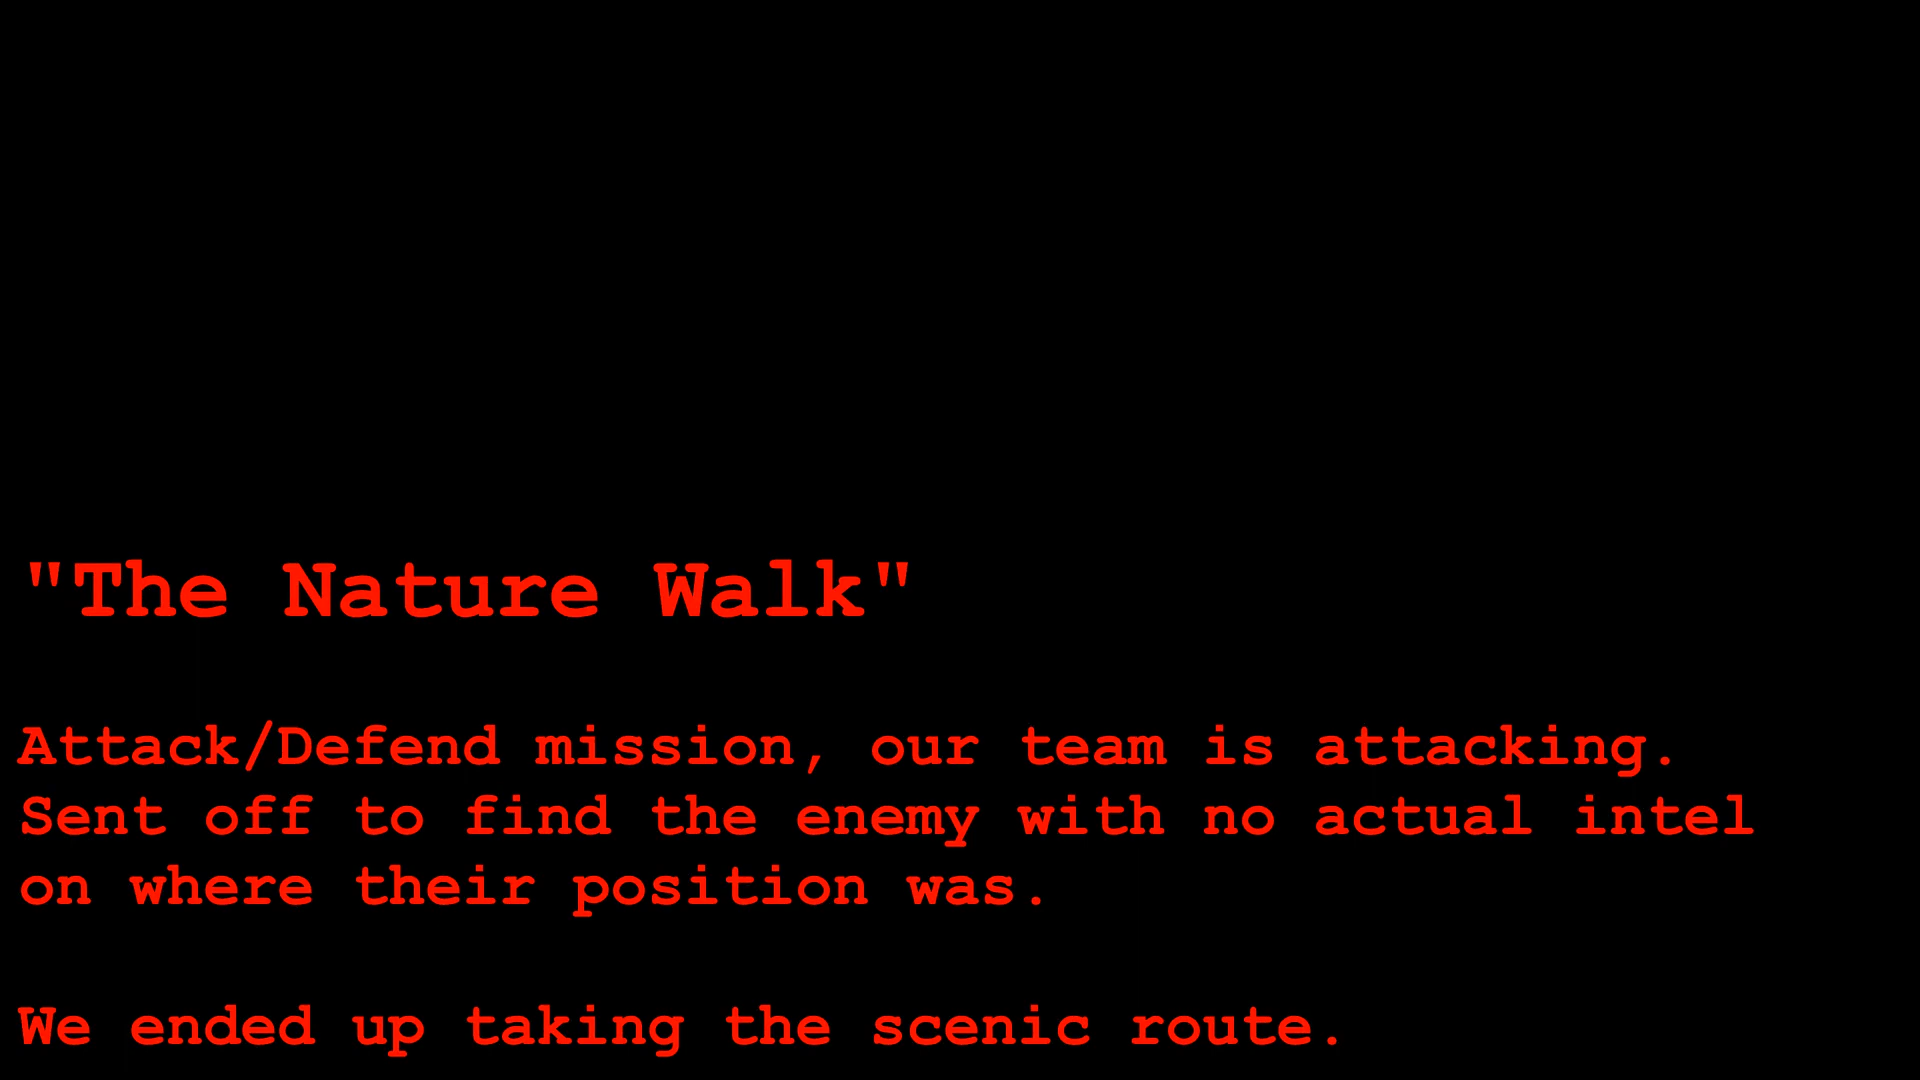 "The Nature Walk"
Attack/Defend mission, our team is attacking.
Sent off to find the enemy with no actual intel
on where their position was.
We ended up taking the scenic route.